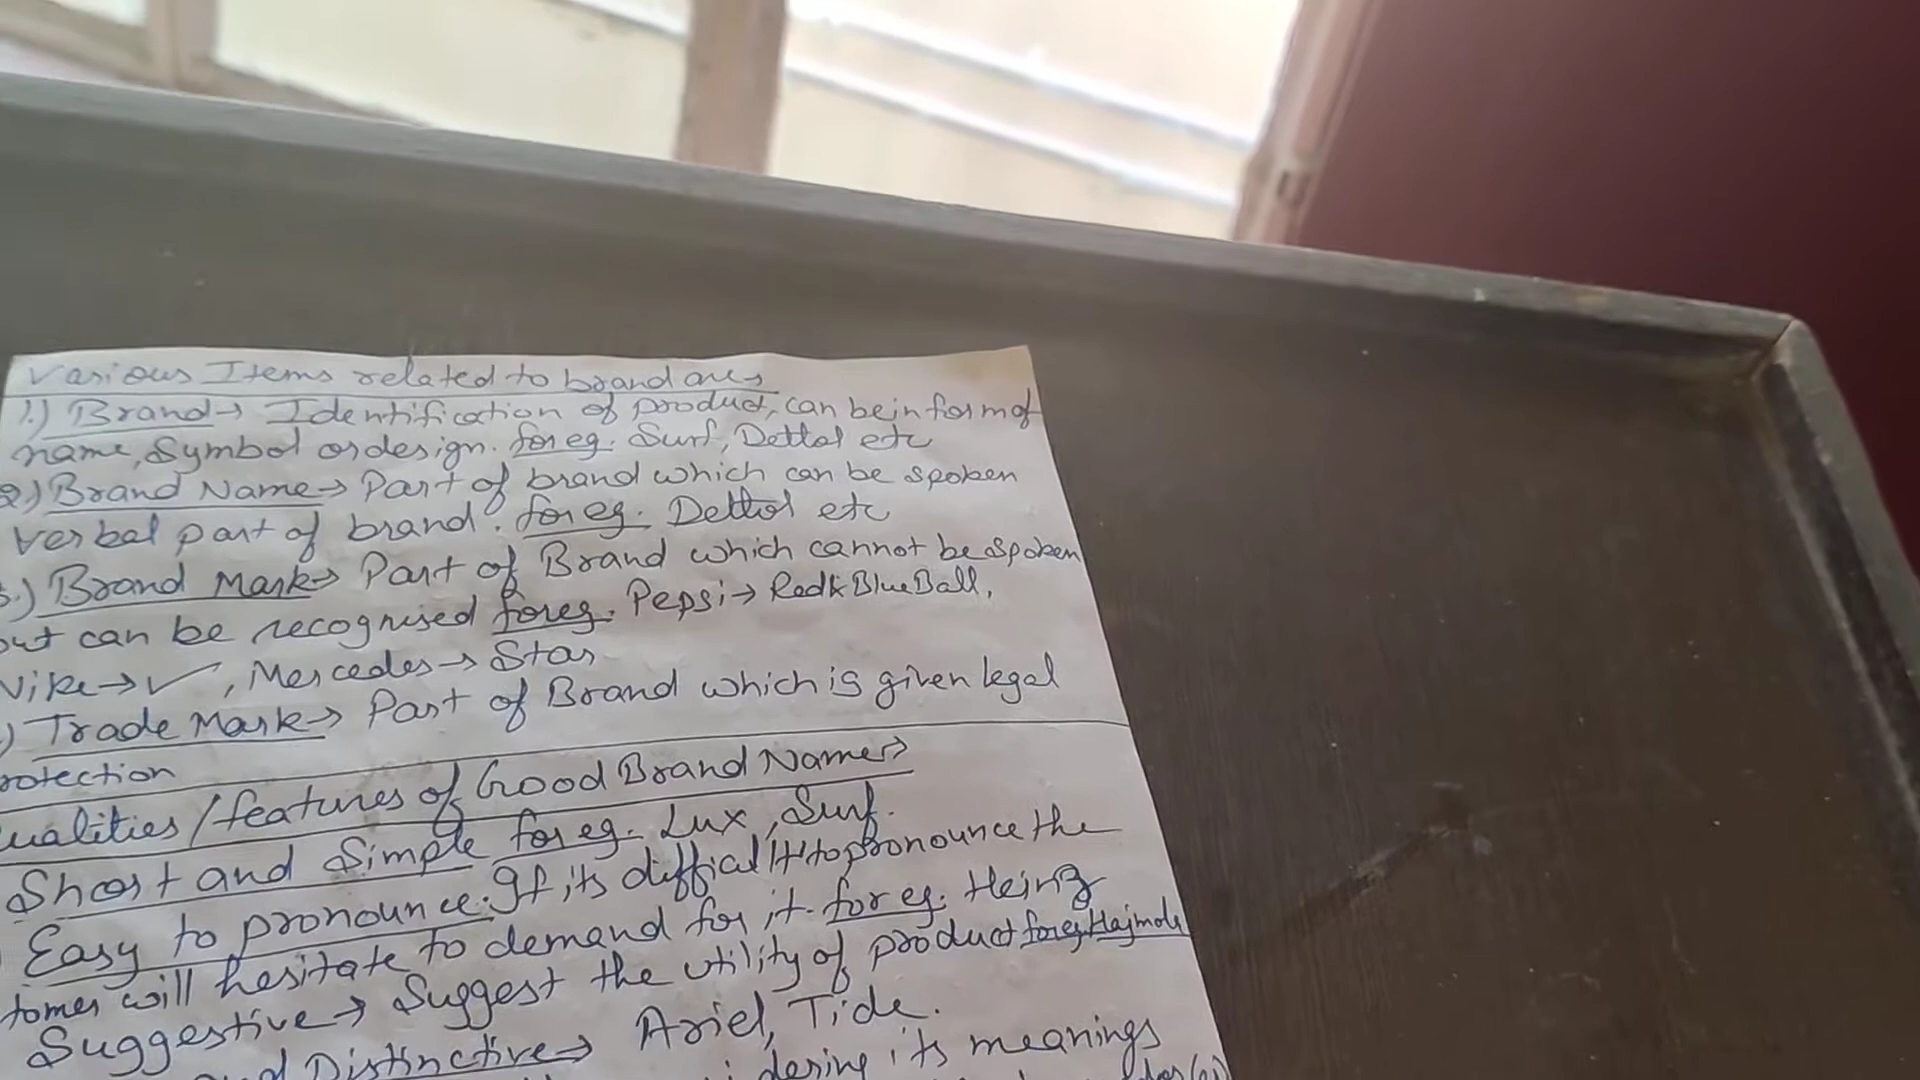 Various Items related to brand are→
1.) Brand→ Identification of product, can be in form of
name, Symbol or design. for eg. Surf, Dettol etc
2.) Brand Name→ Part of brand which can be spoken
Verbal part of brand. for eg. Dettol etc
3.) Brand Mark→ Part of Brand which cannot be spoken
but can be recognised for eg. Pepsi→ Red & Blue Ball,
Nike→ ✓, Mercedes→ Star
) Trade Mark→ Part of Brand which is given legal
rotection
ualities/features of Good Brand Name→
Short and Simple for eg. Lux, Surf.
Easy to pronounce. If its difficult to pronounce the
tomer will hesitate to demand for it. for eg. Heinz
Suggestive→ Suggest the utility of product for eg Hajmola
nd Distinctive→ Ariel, Tide.
dering its meanings